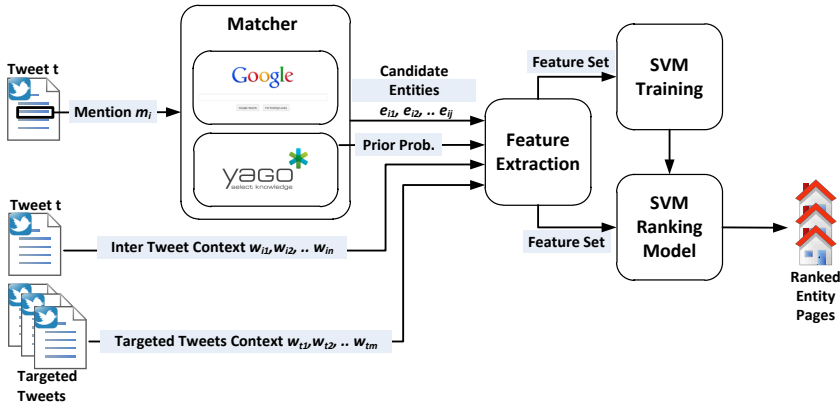 Matcher
Tweet t
Mention m_i
Google
yago
select knowledge
Candidate
Entities
e_i1, e_i2, .. e_ij
Prior Prob.
Feature
Extraction
Feature Set
SVM
Training
Feature Set
SVM
Ranking
Model
Ranked
Entity
Pages
Tweet t
Inter Tweet Context w_i1,w_i2, .. w_in
Targeted Tweets Context w_t1,w_t2, .. w_tm
Targeted
Tweets